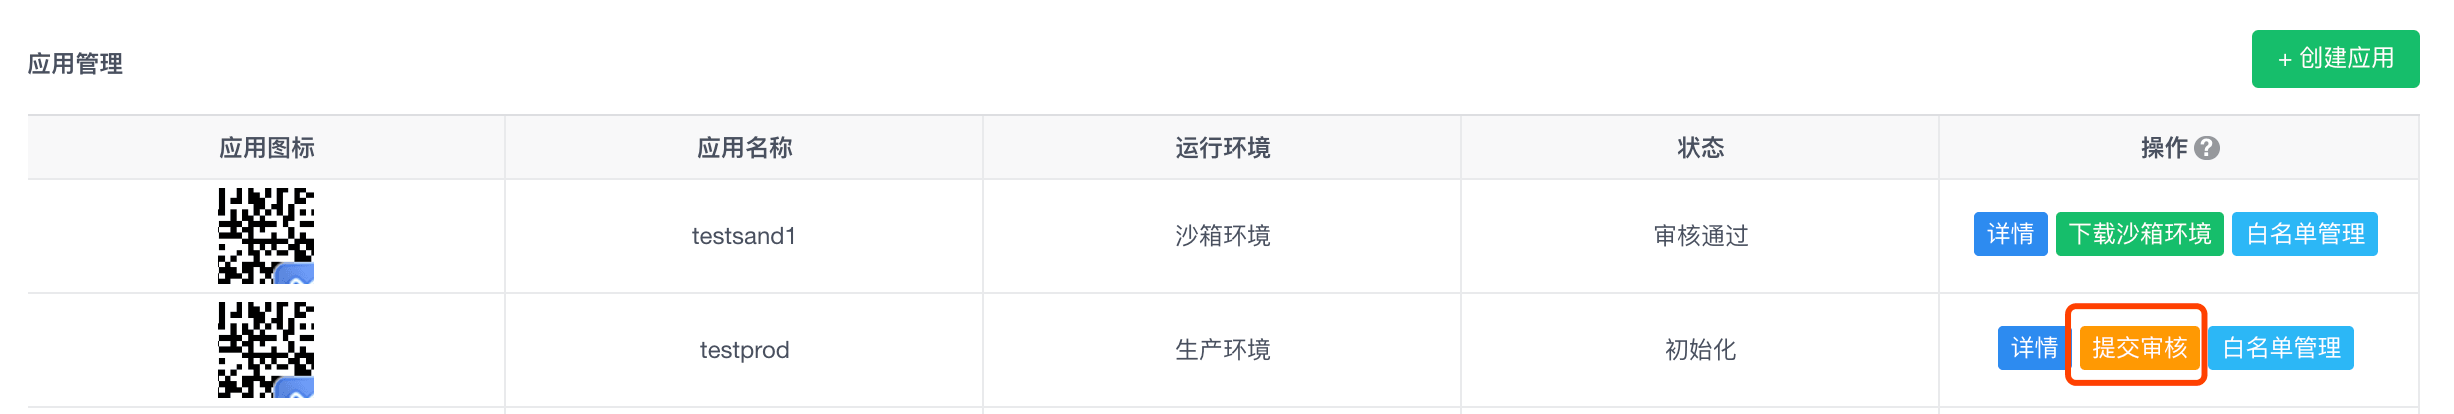 应用管理
+ 创建应用
应用图标 应用名称 运行环境 状态 操作 ?
testsand1 沙箱环境 审核通过 详情 下载沙箱环境 白名单管理
testprod 生产环境 初始化 详情 提交审核 白名单管理